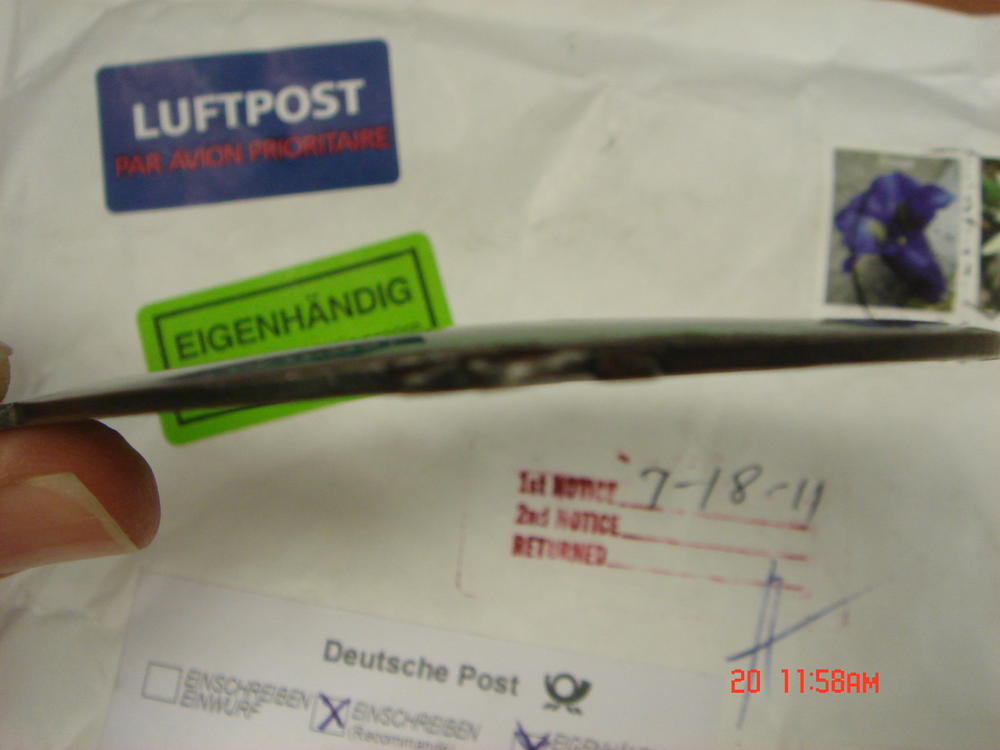 LUFTPOST
PAR AVION PRIORITAIRE
EIGENHÄNDIG
1st NOTICE 7-18-11
2nd NOTICE
RETURNED
Deutsche Post
EINSCHREIBEN
EINWURF
X EINSCHREIBEN
(Recommandé)
20 11:58AM